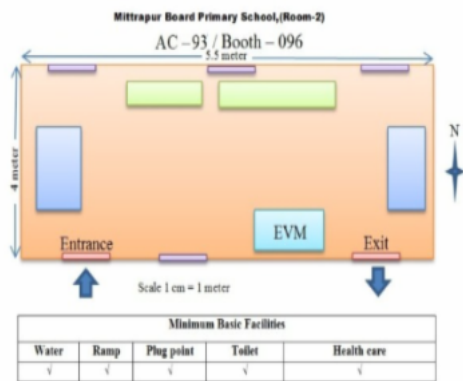 Mittrapur Board Primary School,(Room-2)
AC – 93 / Booth – 096
5.5 meter
4 meter
N
EVM
Entrance
Exit
Scale 1 cm = 1 meter
Minimum Basic Facilities
Water Ramp Plug point Toilet Health care
√ √ √ √ √